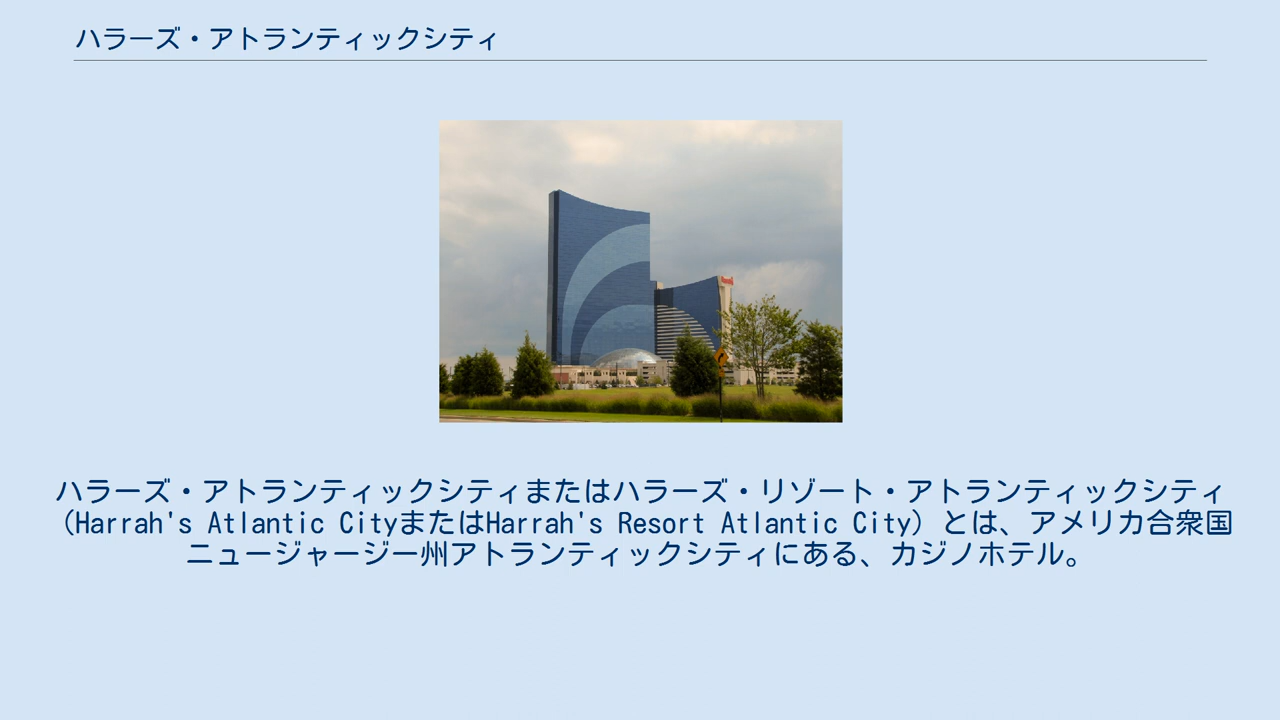 ハラーズ・アトランティックシティ
ハラーズ・アトランティックシティまたはハラーズ・リゾート・アトランティックシティ
（Harrah's Atlantic CityまたはHarrah's Resort Atlantic City）とは、アメリカ合衆国
ニュージャージー州アトランティックシティにある、カジノホテル。